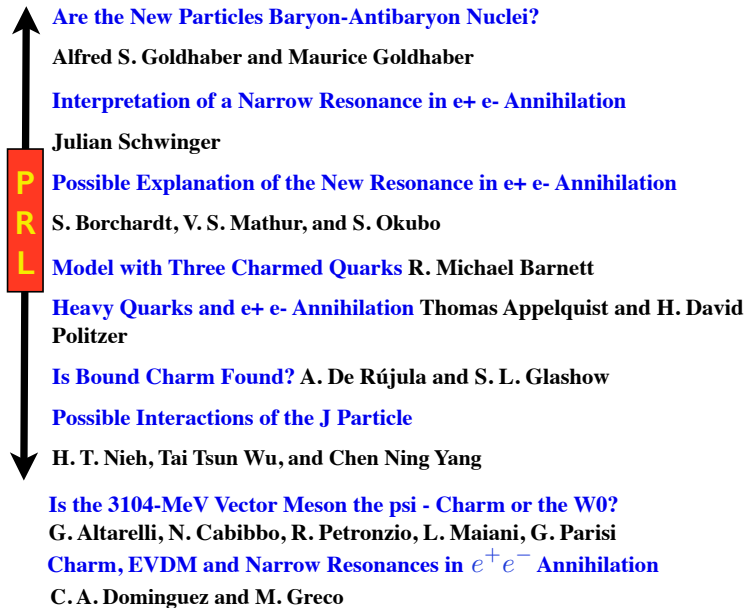 Are the New Particles Baryon-Antibaryon Nuclei?
Alfred S. Goldhaber and Maurice Goldhaber
Interpretation of a Narrow Resonance in e+ e- Annihilation
Julian Schwinger
Possible Explanation of the New Resonance in e+ e- Annihilation
S. Borchardt, V. S. Mathur, and S. Okubo
Model with Three Charmed Quarks R. Michael Barnett
Heavy Quarks and e+ e- Annihilation Thomas Appelquist and H. David
Politzer
Is Bound Charm Found? A. De Rújula and S. L. Glashow
Possible Interactions of the J Particle
H. T. Nieh, Tai Tsun Wu, and Chen Ning Yang
P
R
L
Is the 3104-MeV Vector Meson the psi - Charm or the W0?
G. Altarelli, N. Cabibbo, R. Petronzio, L. Maiani, G. Parisi
Charm, EVDM and Narrow Resonances in e⁺e⁻ Annihilation
C. A. Dominguez and M. Greco